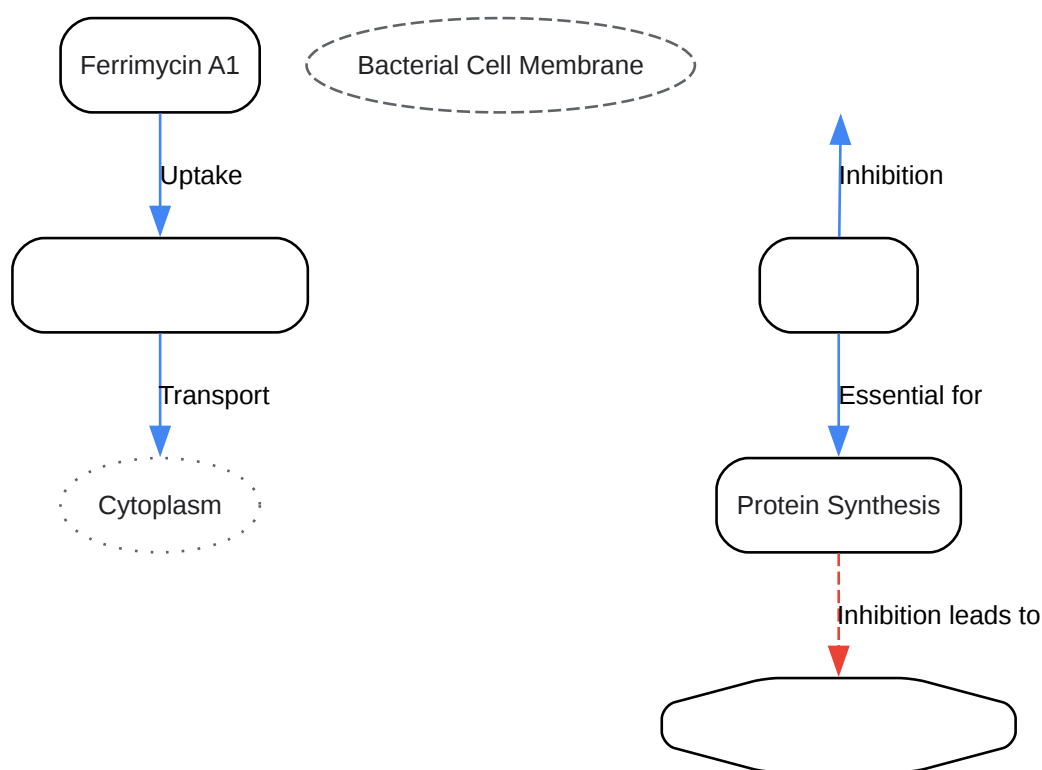 Ferrimycin A1
Bacterial Cell Membrane
Uptake
Inhibition
Transport
Essential for
Cytoplasm
Protein Synthesis
Inhibition leads to